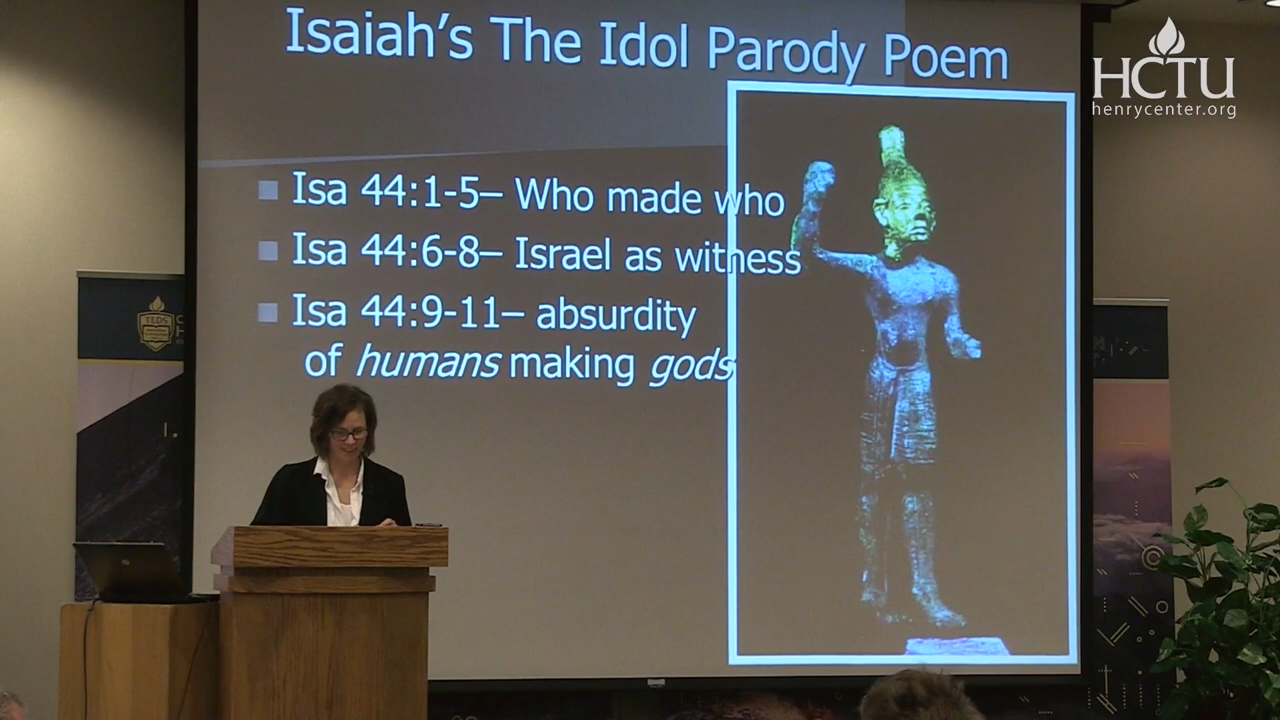 Isaiah's The Idol Parody Poem
HCTU
henrycenter.org
Isa 44:1-5– Who made who
Isa 44:6-8– Israel as witness
Isa 44:9-11– absurdity
of humans making gods
TEDS